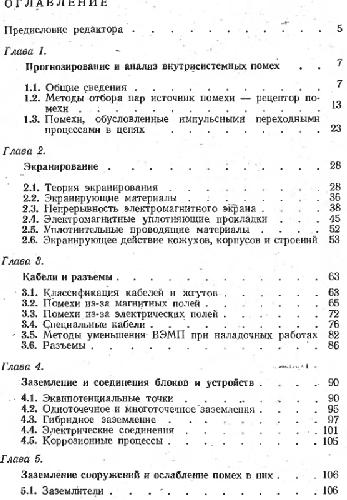 ОГЛАВЛЕНИЕ
Предисловие редактора . . . . . . . . 5
Глава 1.
Прогнозирование и анализ внутрисистемных помех . . 7
1.1. Общие сведения . . . . . . . . . 7
1.2. Методы отбора пар источник помехи — рецептор по-
мехи . . . . . . . . . . . 13
1.3. Помехи, обусловленные импульсными переходными
процессами в цепях . . . . . . . . 23
Глава 2.
Экранирование . . . . . . . . . . 28
2.1. Теория экранирования . . . . . . . 28
2.2. Экранирующие материалы . . . . . . 36
2.3. Непрерывность электромагнитного экрана . . . 38
2.4. Электромагнитные уплотняющие прокладки . . . 45
2.5. Уплотнительные проводящие материалы . . . 52
2.6. Экранирующее действие кожухов, корпусов и строений 53
Глава 3.
Кабели и разъемы . . . . . . . . . 63
3.1. Классификация кабелей и жгутов . . . . . 63
3.2. Помехи из-за магнитных полей . . . . . 65
3.3. Помехи из-за электрических полей . . . . . 72
3.4. Специальные кабели . . . . . . . . 76
3.5. Методы уменьшения ВЭМП при наладочных работах 82
3.6. Разъемы . . . . . . . . . . . 86
Глава 4.
Заземление и соединения блоков и устройств . . . . 90
4.1. Эквипотенциальные точки . . . . . . 90
4.2. Одноточечное и многоточечное заземления . . . 95
4.3. Гибридное заземление . . . . . . . 97
4.4. Электрические соединения . . . . . . 101
4.5. Коррозионные процессы . . . . . . . 105
Глава 5.
Заземление сооружений и ослабление помех в них . . . 106
5.1. Заземлители . . . . . . . . . . 106